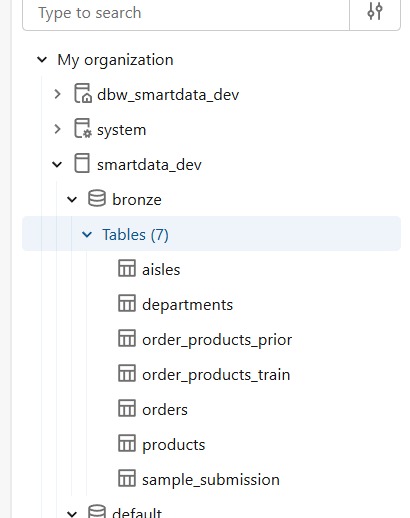 Type to search
My organization
dbw_smartdata_dev
system
smartdata_dev
bronze
Tables (7)
aisles
departments
order_products_prior
order_products_train
orders
products
sample_submission
default